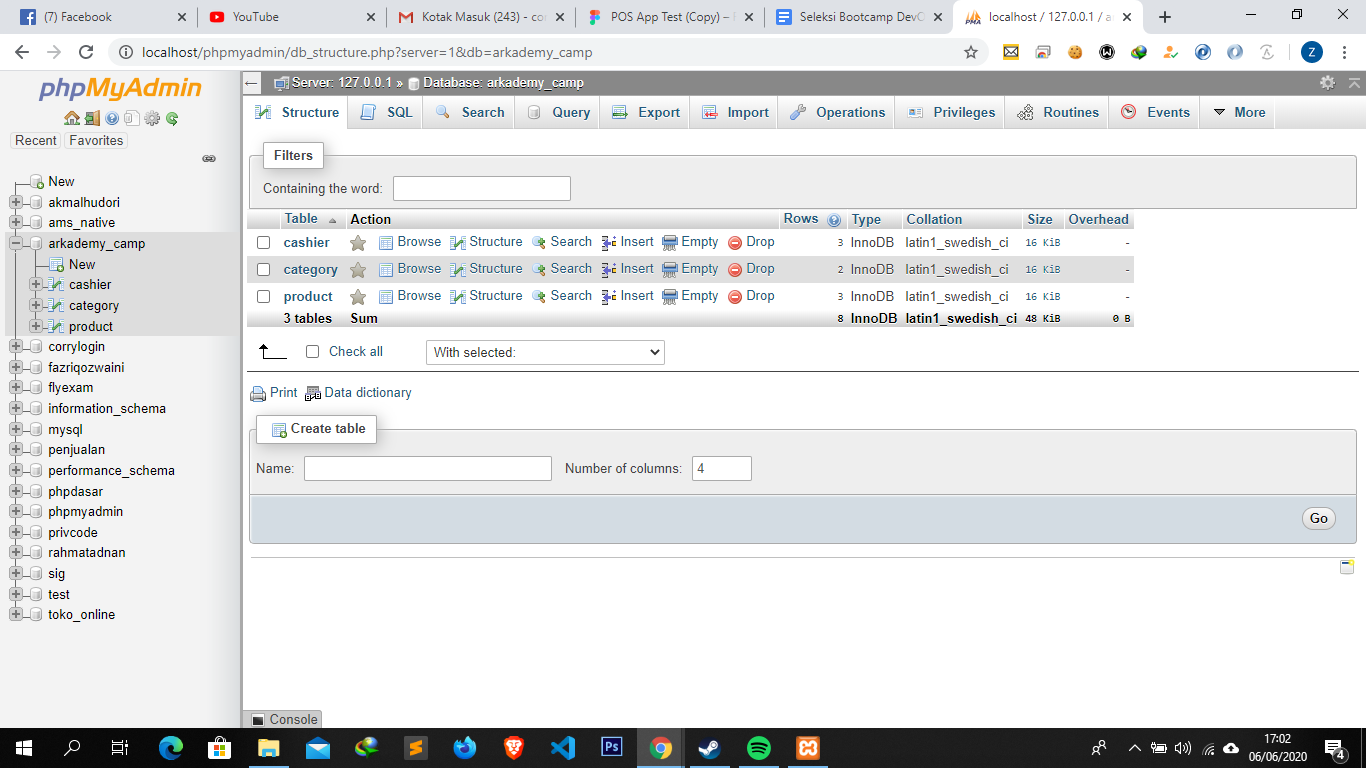 (7) Facebook
YouTube
Kotak Masuk (243) - co
POS App Test (Copy) –
Seleksi Bootcamp DevC
localhost / 127.0.0.1 / a
localhost/phpmyadmin/db_structure.php?server=1&db=arkademy_camp
Z
phpMyAdmin
Recent Favorites
New
akmalhudori
ams_native
arkademy_camp
New
cashier
category
product
corrylogin
fazriqozwaini
flyexam
information_schema
mysql
penjualan
performance_schema
phpdasar
phpmyadmin
privcode
rahmatadnan
sig
test
toko_online
Server: 127.0.0.1 » Database: arkademy_camp
Structure SQL Search Query Export Import Operations Privileges Routines Events More
Filters
Containing the word:
Table Action Rows Type Collation Size Overhead
cashier Browse Structure Search Insert Empty Drop 3 InnoDB latin1_swedish_ci 16 KiB -
category Browse Structure Search Insert Empty Drop 2 InnoDB latin1_swedish_ci 16 KiB -
product Browse Structure Search Insert Empty Drop 3 InnoDB latin1_swedish_ci 16 KiB -
3 tables Sum 8 InnoDB latin1_swedish_ci 48 KiB 0 B
Check all With selected:
Print Data dictionary
Create table
Name: Number of columns: 4
Go
Console
Ps
17:02
06/06/2020
4